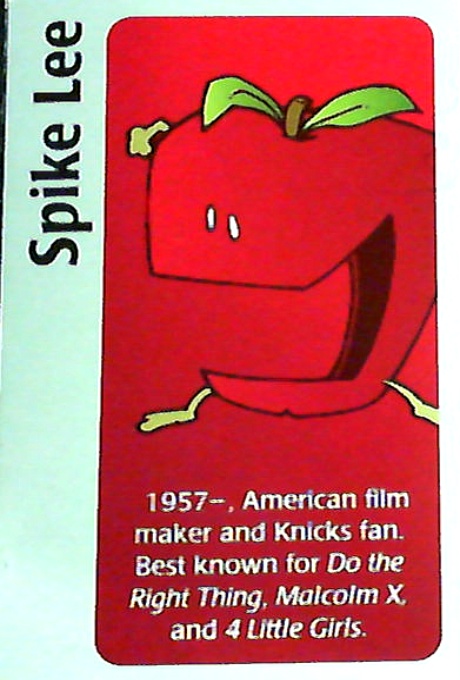 Spike Lee
1957–, American film
maker and Knicks fan.
Best known for Do the
Right Thing, Malcolm X,
and 4 Little Girls.